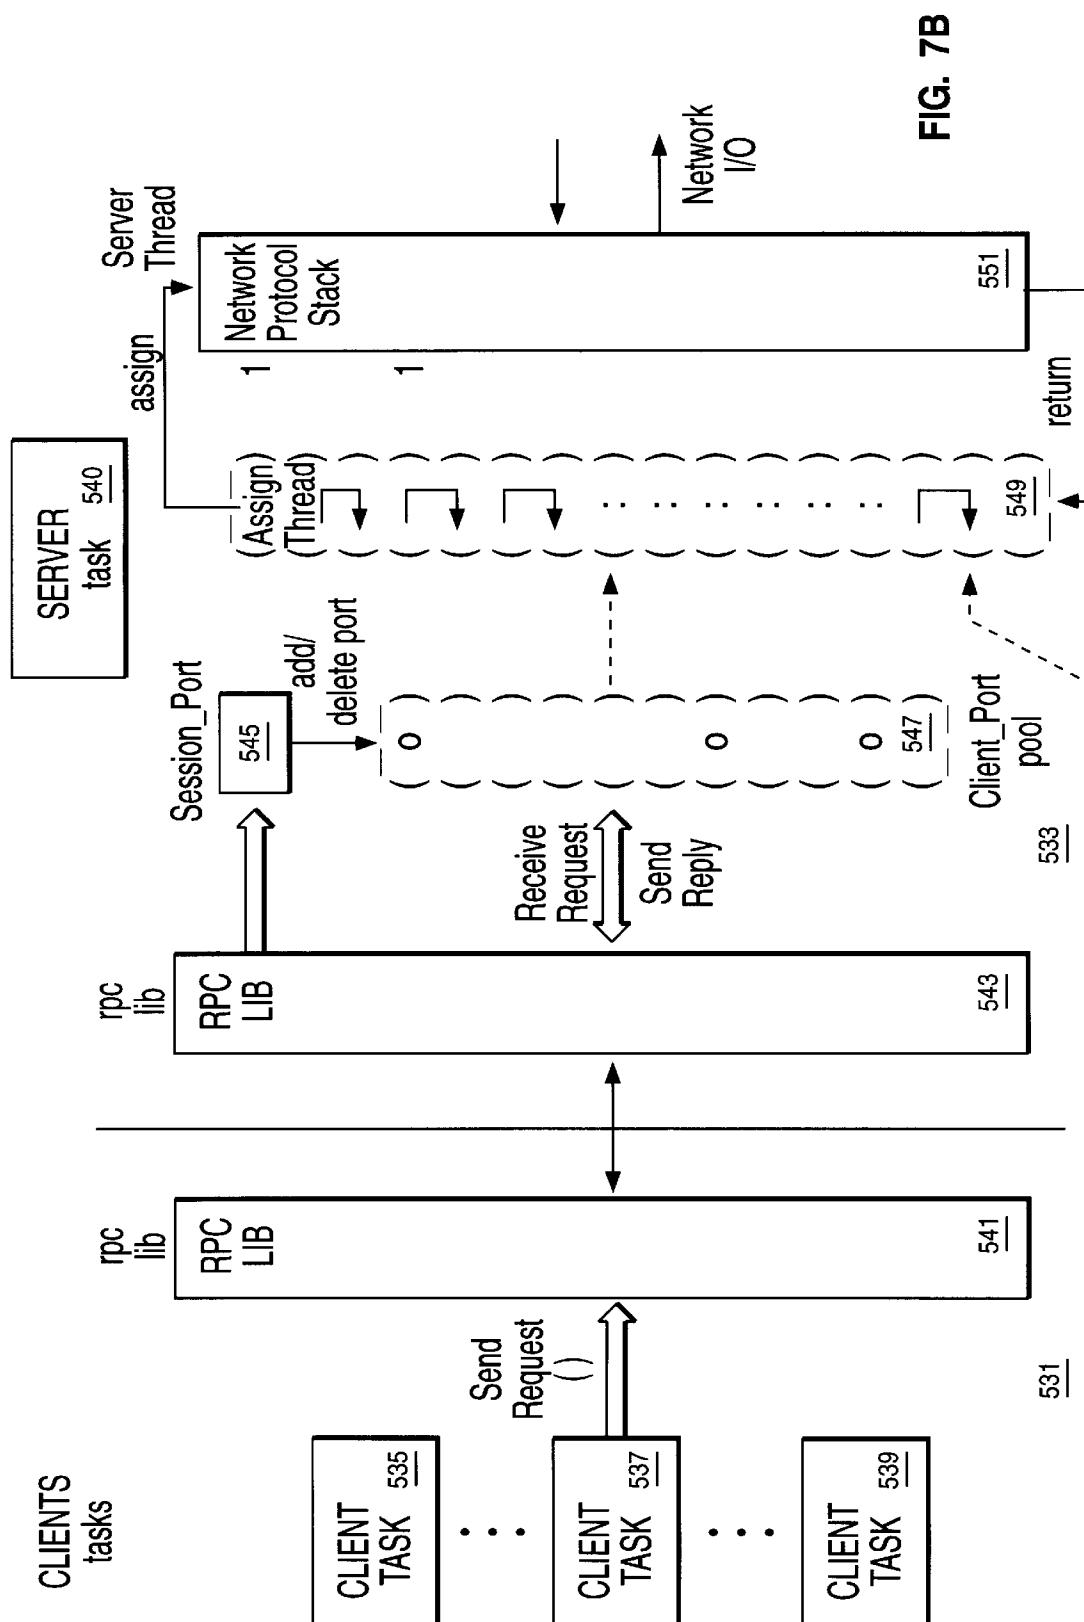 CLIENTS
tasks
CLIENT
TASK
535
CLIENT
TASK
537
CLIENT
TASK
539
Send
Request
()
531
rpc
lib
RPC
LIB
541
rpc
lib
RPC
LIB
543
Receive
Request
Send
Reply
533
Session_Port
545
add/
delete port
547
Client_Port
pool
SERVER
task
540
Assign
Thread
549
assign
return
1
1
Server
Thread
Network
Protocol
Stack
551
Network
I/O
FIG. 7B